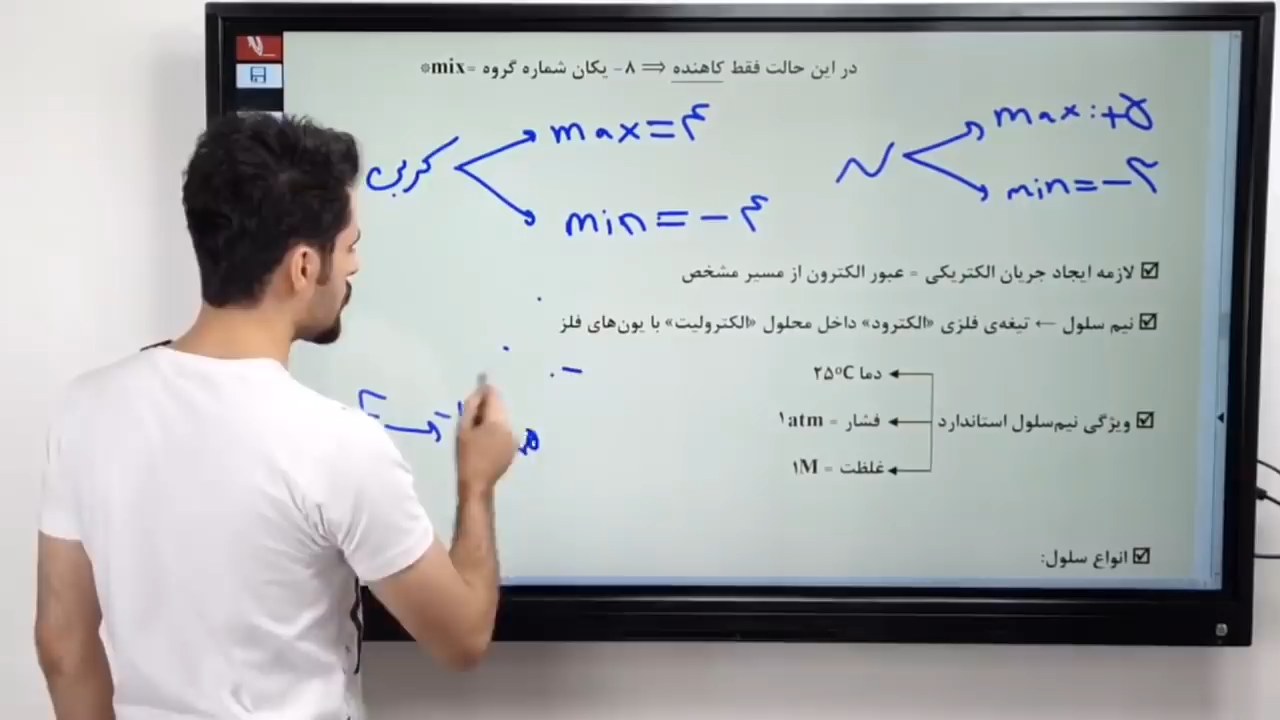 در این حالت فقط کاهنده ⟹ ۸- یکان شماره گروه =mix*
N
max:+۵
min=-۳
کربن
max=۴
min=-۴
☑ لازمه ایجاد جریان الکتریکی = عبور الکترون از مسیر مشخص
☑ نیم سلول ← تیغه‌ی فلزی «الکترود» داخل محلول «الکترولیت» با یون‌های فلز
☑ ویژگی نیم‌سلول استاندارد
دما ۲۵°C
فشار = ۱atm
غلظت = ۱M
F → -۱
☑ انواع سلول: